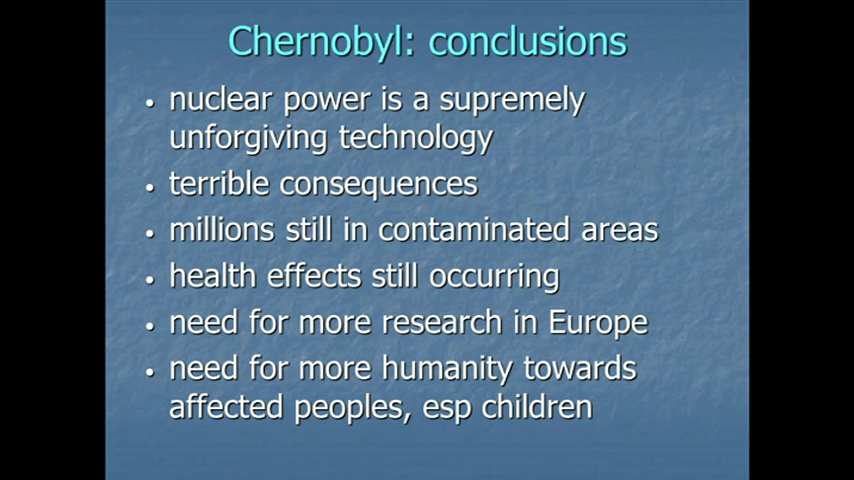 Chernobyl: conclusions
• nuclear power is a supremely
unforgiving technology
• terrible consequences
• millions still in contaminated areas
• health effects still occurring
• need for more research in Europe
• need for more humanity towards
affected peoples, esp children